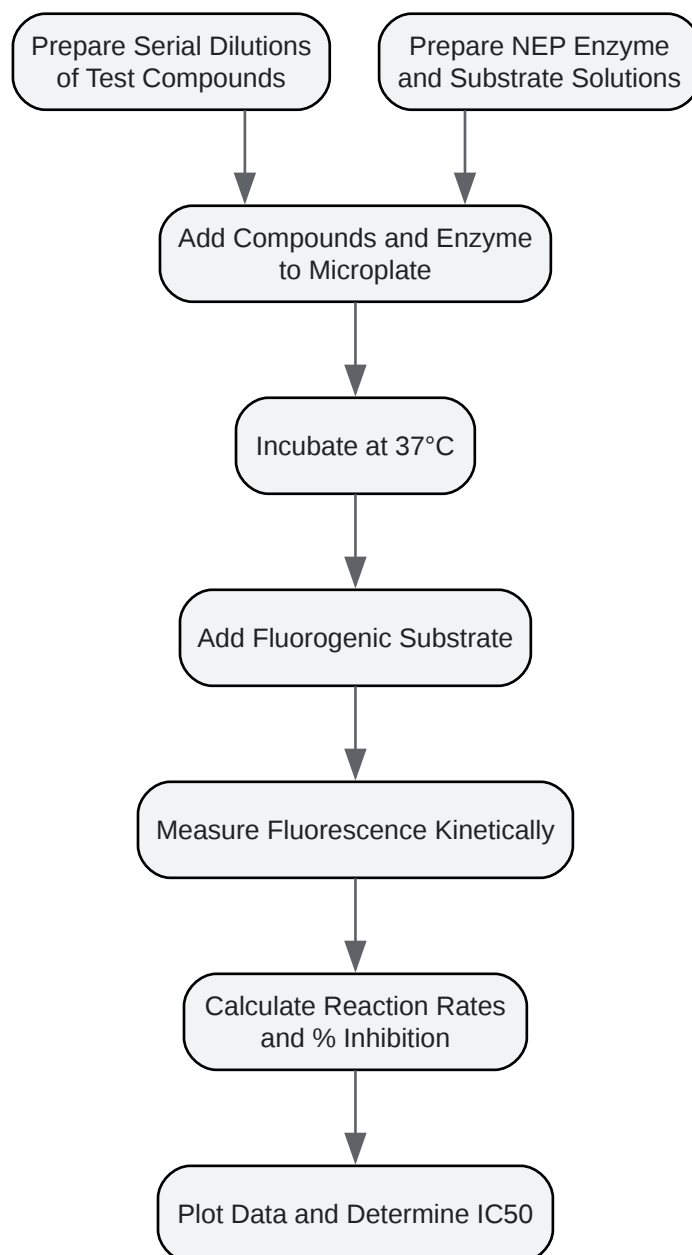 Prepare Serial Dilutions
of Test Compounds
Prepare NEP Enzyme
and Substrate Solutions
Add Compounds and Enzyme
to Microplate
Incubate at 37°C
Add Fluorogenic Substrate
Measure Fluorescence Kinetically
Calculate Reaction Rates
and % Inhibition
Plot Data and Determine IC50